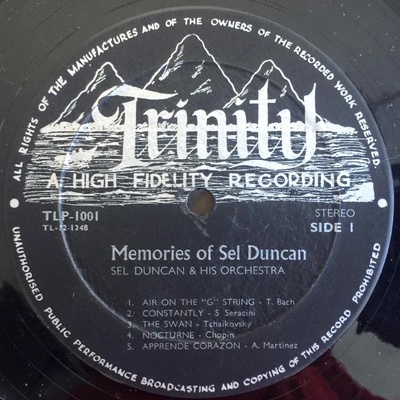 ALL RIGHTS OF THE MANUFACTURES AND OF THE OWNERS OF THE RECORDED WORK RESERVED.
Trinity
A HIGH FIDELITY RECORDING
TLP-1001
TL-12-1248
STEREO
SIDE 1
Memories of Sel Duncan
SEL DUNCAN & HIS ORCHESTRA
1. AIR ON THE "G" STRING - T. Bach
2. CONSTANTLY - S Seracini
3. THE SWAN - Tchaikovsky
4. NOCTURNE - Chopin
5. APPRENDE CORAZON - A. Martinez
UNAUTHORISED PUBLIC PERFORMANCE BROADCASTING AND COPYING OF THIS RECORD PROHIBITED